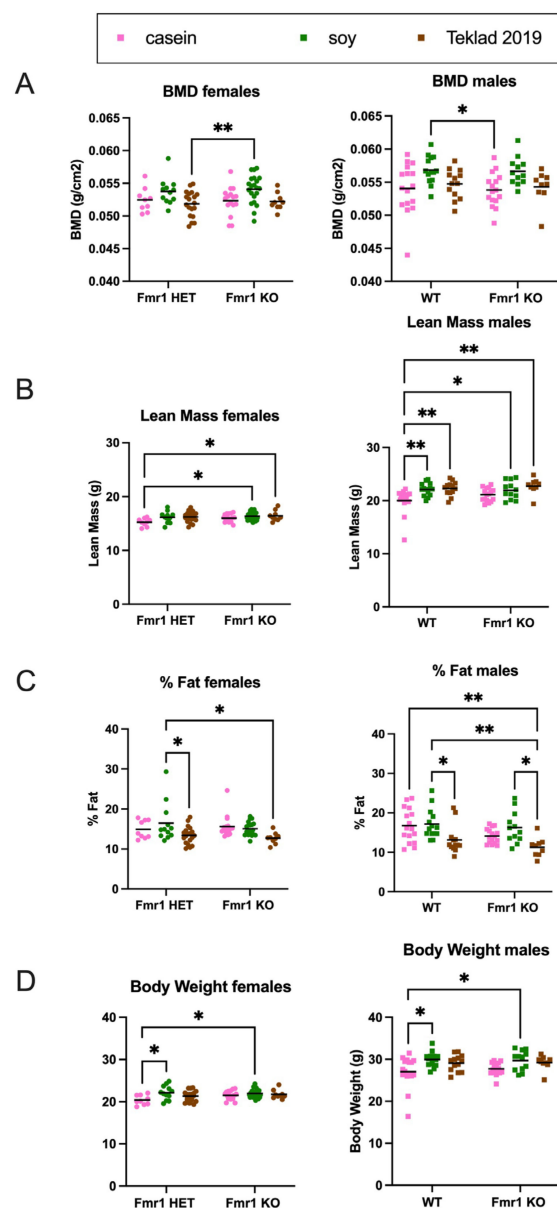 casein soy Teklad 2019
A
BMD females
BMD (g/cm2)
0.065
0.060
0.055
0.050
0.045
0.040
**
Fmr1 HET Fmr1 KO
BMD males
BMD (g/cm2)
0.065
0.060
0.055
0.050
0.045
0.040
*
WT Fmr1 KO
B
Lean Mass females
Lean Mass (g)
30
20
10
0
*
*
Fmr1 HET Fmr1 KO
Lean Mass males
Lean Mass (g)
30
20
10
0
**
*
**
**
WT Fmr1 KO
C
% Fat females
% Fat
40
30
20
10
0
*
*
Fmr1 HET Fmr1 KO
% Fat males
% Fat
40
30
20
10
0
**
**
* *
WT Fmr1 KO
D
Body Weight females
40
30
20
10
0
*
*
Fmr1 HET Fmr1 KO
Body Weight males
Body Weight (g)
40
30
20
10
0
*
*
WT Fmr1 KO